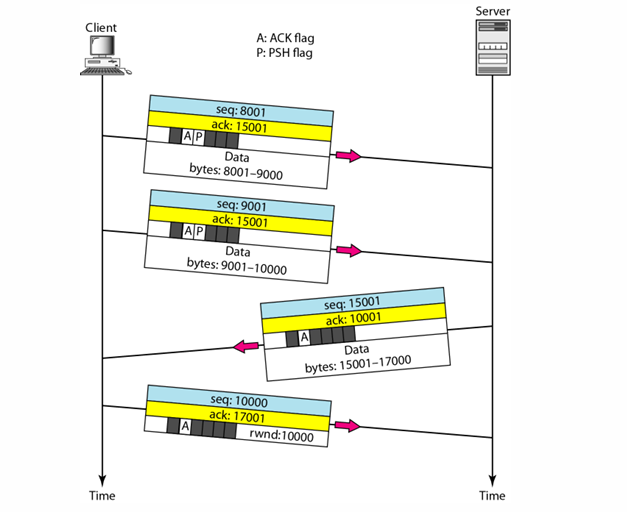 Client
Server
A: ACK flag
P: PSH flag
seq: 8001
ack: 15001
A P
Data
bytes: 8001–9000
seq: 9001
ack: 15001
A P
Data
bytes: 9001–10000
seq: 15001
ack: 10001
A
Data
bytes: 15001–17000
seq: 10000
ack: 17001
A
rwnd:10000
Time
Time